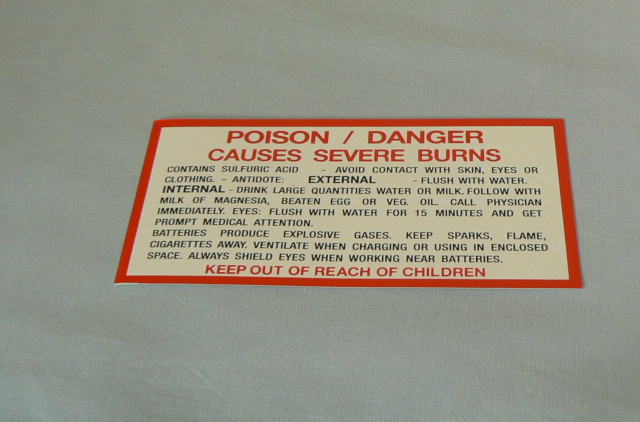 POISON / DANGER
CAUSES SEVERE BURNS
CONTAINS SULFURIC ACID - AVOID CONTACT WITH SKIN, EYES OR
CLOTHING. - ANTIDOTE: EXTERNAL - FLUSH WITH WATER.
INTERNAL - DRINK LARGE QUANTITIES WATER OR MILK. FOLLOW WITH
MILK OF MAGNESIA, BEATEN EGG OR VEG. OIL. CALL PHYSICIAN
IMMEDIATELY. EYES: FLUSH WITH WATER FOR 15 MINUTES AND GET
PROMPT MEDICAL ATTENTION.
BATTERIES PRODUCE EXPLOSIVE GASES. KEEP SPARKS, FLAME,
CIGARETTES AWAY. VENTILATE WHEN CHARGING OR USING IN ENCLOSED
SPACE. ALWAYS SHIELD EYES WHEN WORKING NEAR BATTERIES.
KEEP OUT OF REACH OF CHILDREN